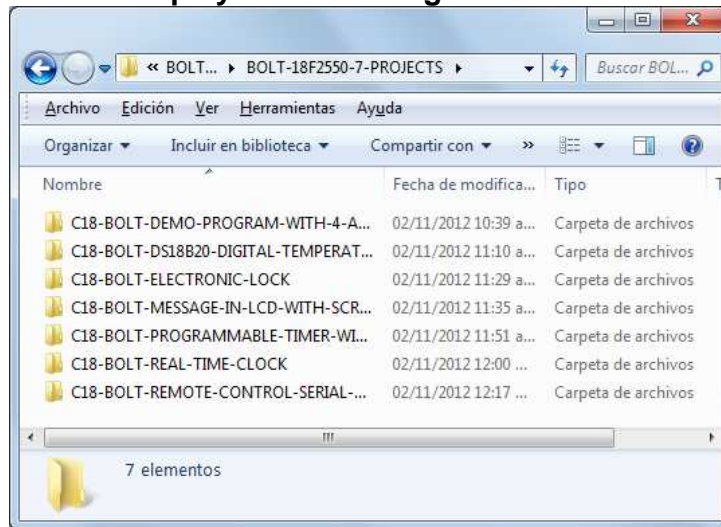 « BOLT... ▸ BOLT-18F2550-7-PROJECTS ▸ Buscar BOL...
Archivo Edición Ver Herramientas Ayuda
Organizar Incluir en biblioteca Compartir con »
Nombre Fecha de modifica... Tipo
C18-BOLT-DEMO-PROGRAM-WITH-4-A... 02/11/2012 10:39 a... Carpeta de archivos
C18-BOLT-DS18B20-DIGITAL-TEMPERAT... 02/11/2012 11:10 a... Carpeta de archivos
C18-BOLT-ELECTRONIC-LOCK 02/11/2012 11:29 a... Carpeta de archivos
C18-BOLT-MESSAGE-IN-LCD-WITH-SCR... 02/11/2012 11:35 a... Carpeta de archivos
C18-BOLT-PROGRAMMABLE-TIMER-WI... 02/11/2012 11:51 a... Carpeta de archivos
C18-BOLT-REAL-TIME-CLOCK 02/11/2012 12:00 ... Carpeta de archivos
C18-BOLT-REMOTE-CONTROL-SERIAL-... 02/11/2012 12:17 ... Carpeta de archivos
7 elementos